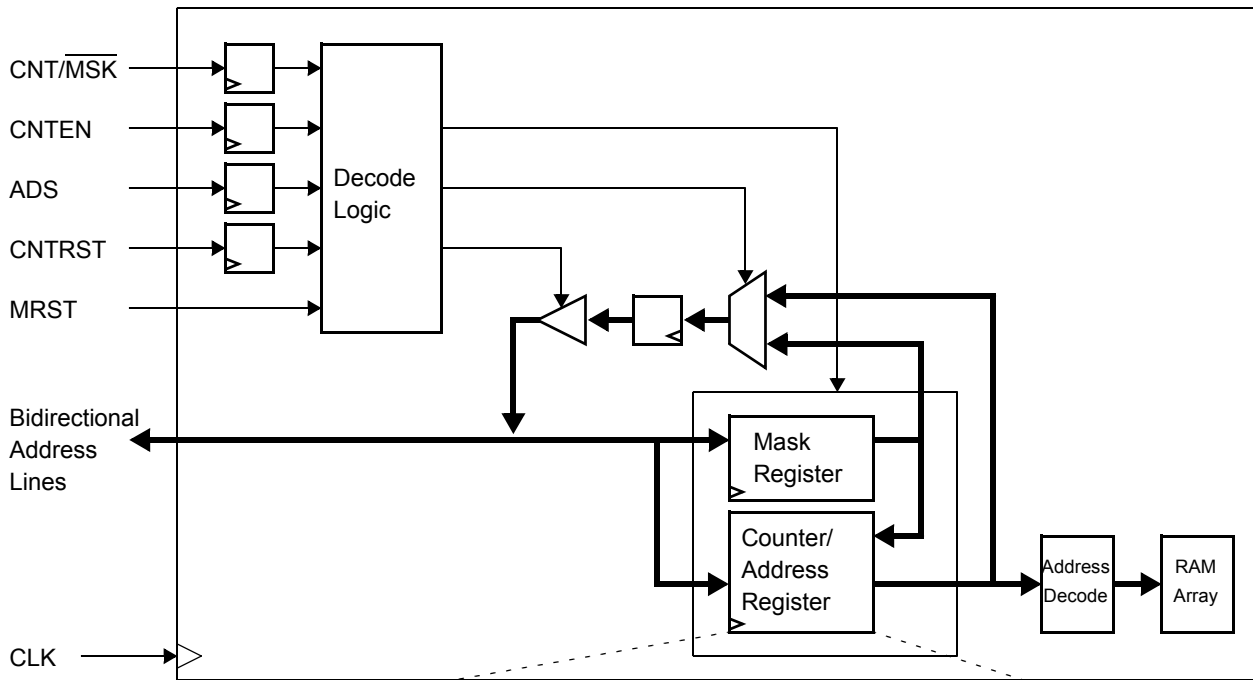 CNT/M̅S̅K̅
CNTEN
ADS
CNTRST
MRST
Decode
Logic
Bidirectional
Address
Lines
Mask
Register
Counter/
Address
Register
Address
Decode
RAM
Array
CLK